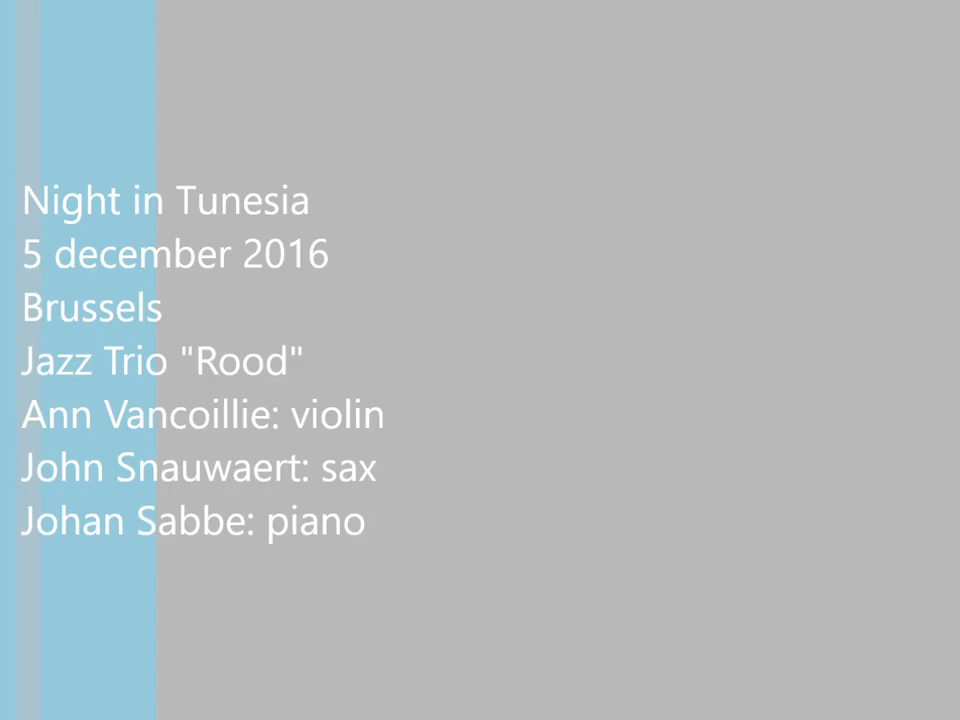 Night in Tunesia
5 december 2016
Brussels
Jazz Trio "Rood"
Ann Vancoillie: violin
John Snauwaert: sax
Johan Sabbe: piano